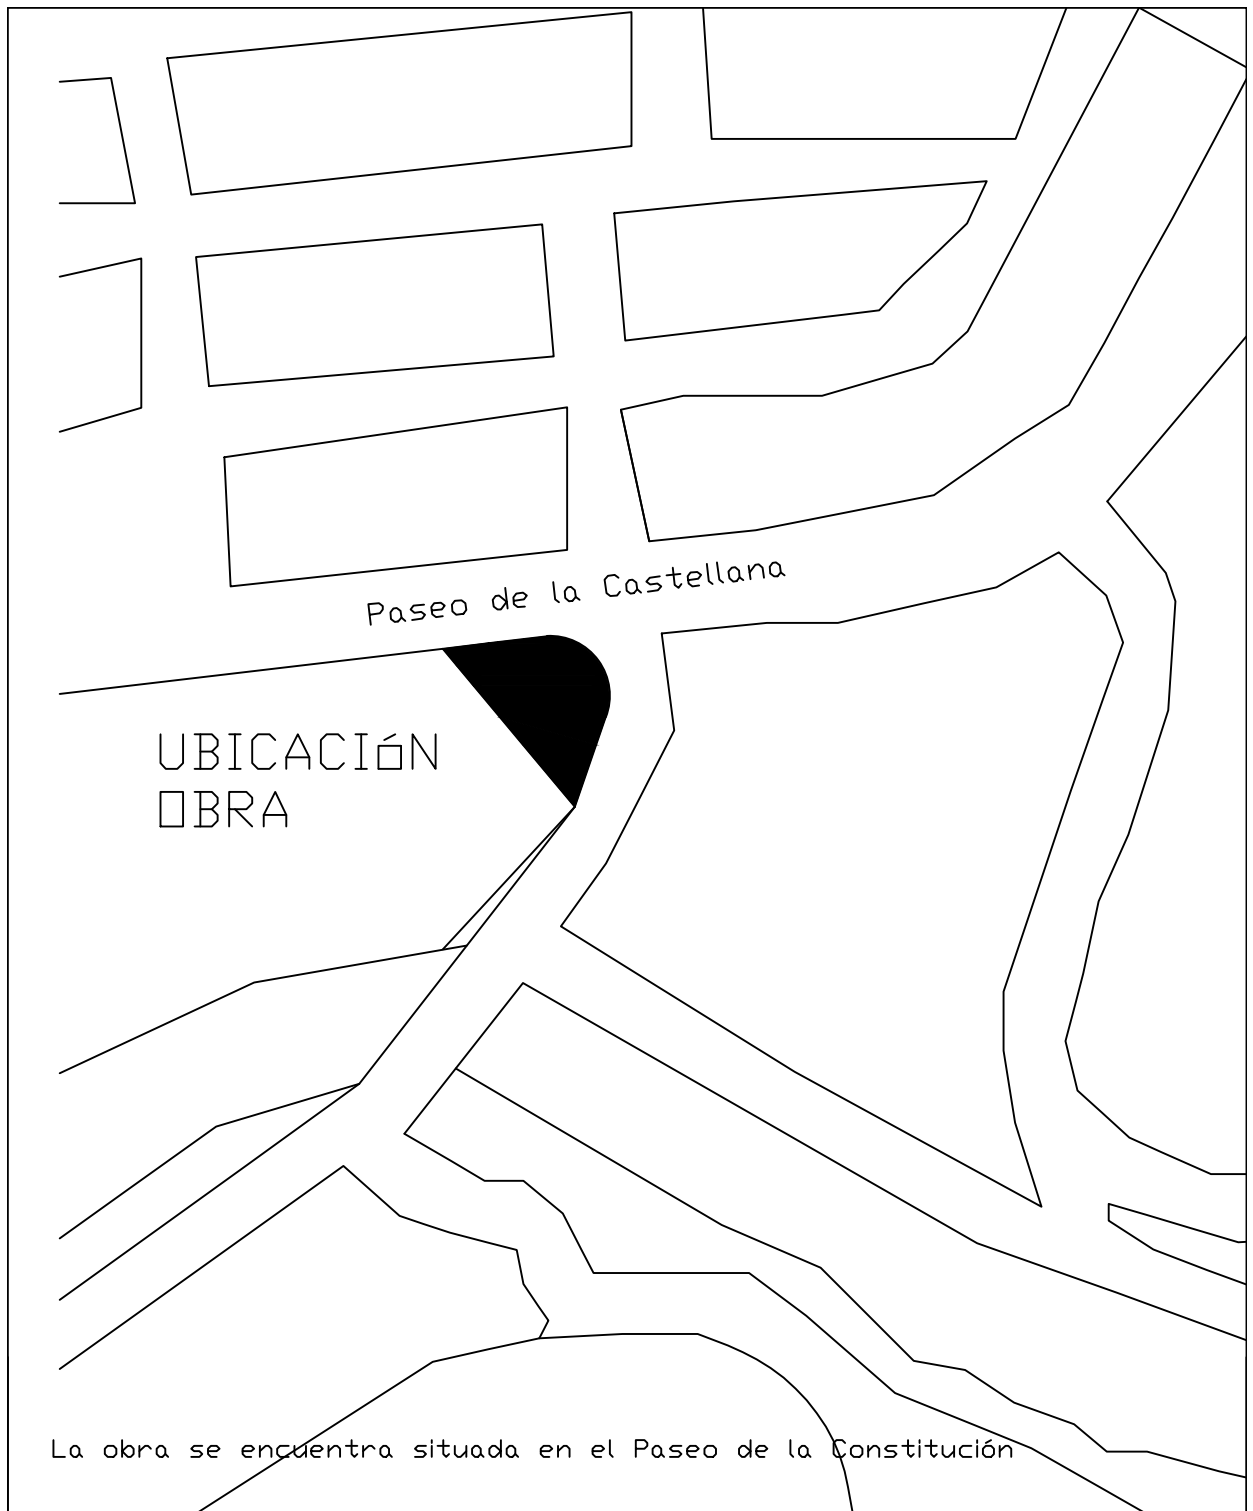 Paseo de la Castellana
UBICACIóN
OBRA
La obra se encuentra situada en el Paseo de la Constitución